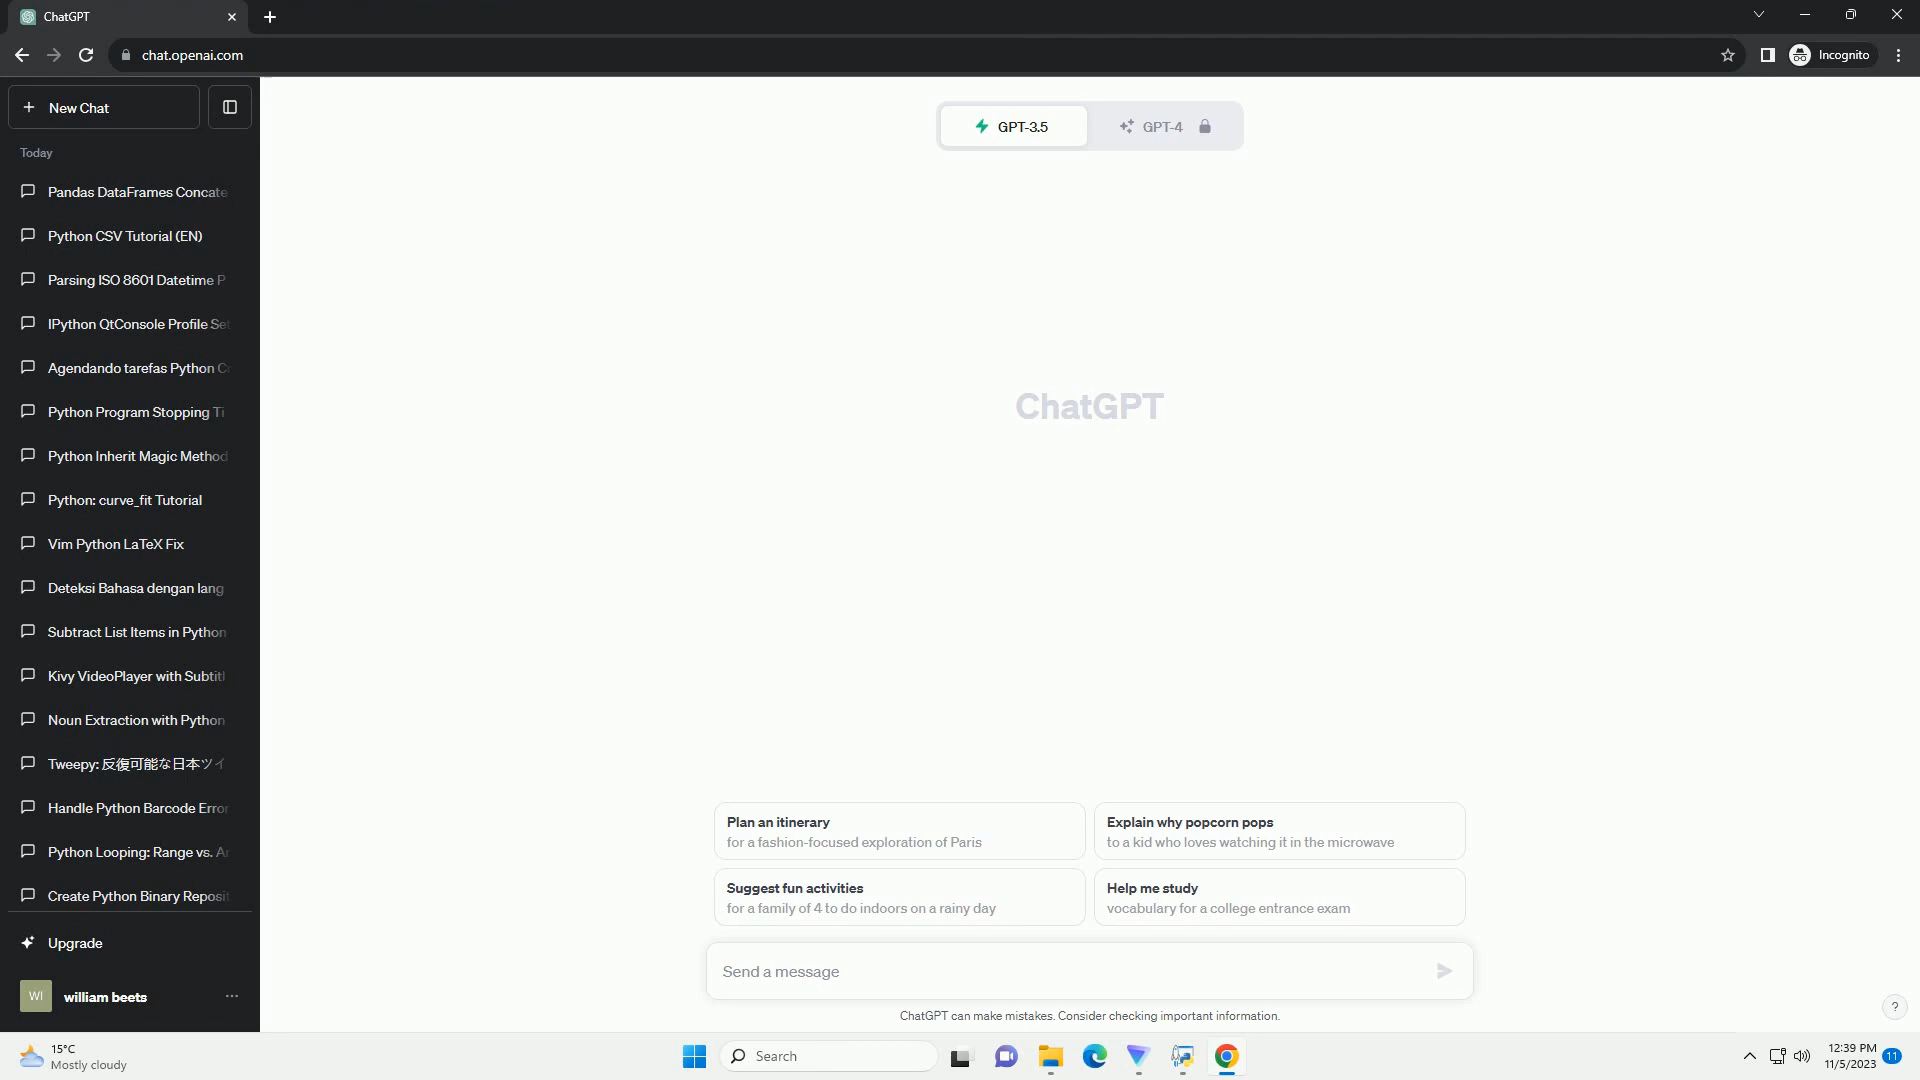 ChatGPT
chat.openai.com
Incognito
New Chat
GPT-3.5
GPT-4
Today
Pandas DataFrames Concate
Python CSV Tutorial (EN)
Parsing ISO 8601 Datetime P
IPython QtConsole Profile Set
Agendando tarefas Python C
Python Program Stopping Ti
Python Inherit Magic Method
Python: curve_fit Tutorial
Vim Python LaTeX Fix
Deteksi Bahasa dengan lang
Subtract List Items in Python
Kivy VideoPlayer with Subtitl
Noun Extraction with Python
Tweepy: 反復可能な日本ツイ
Handle Python Barcode Error
Python Looping: Range vs. Ar
Create Python Binary Reposit
Upgrade
WI
william beets
ChatGPT
Plan an itinerary
for a fashion-focused exploration of Paris
Explain why popcorn pops
to a kid who loves watching it in the microwave
Suggest fun activities
for a family of 4 to do indoors on a rainy day
Help me study
vocabulary for a college entrance exam
Send a message
ChatGPT can make mistakes. Consider checking important information.
?
15°C
Mostly cloudy
Search
12:39 PM
11/5/2023
11